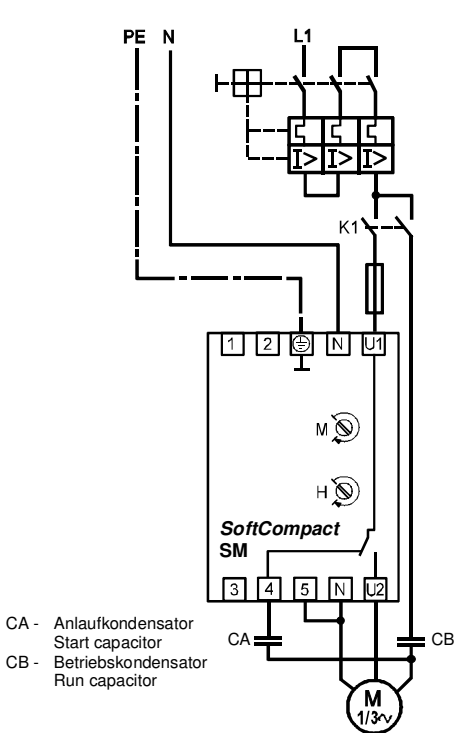 PE N L1
I> I> I>
K1
1 2 N U1
M
H
SoftCompact
SM
3 4 5 N U2
CA - Anlaufkondensator
Start capacitor
CB - Betriebskondensator
Run capacitor
CA CB
M
1/3~